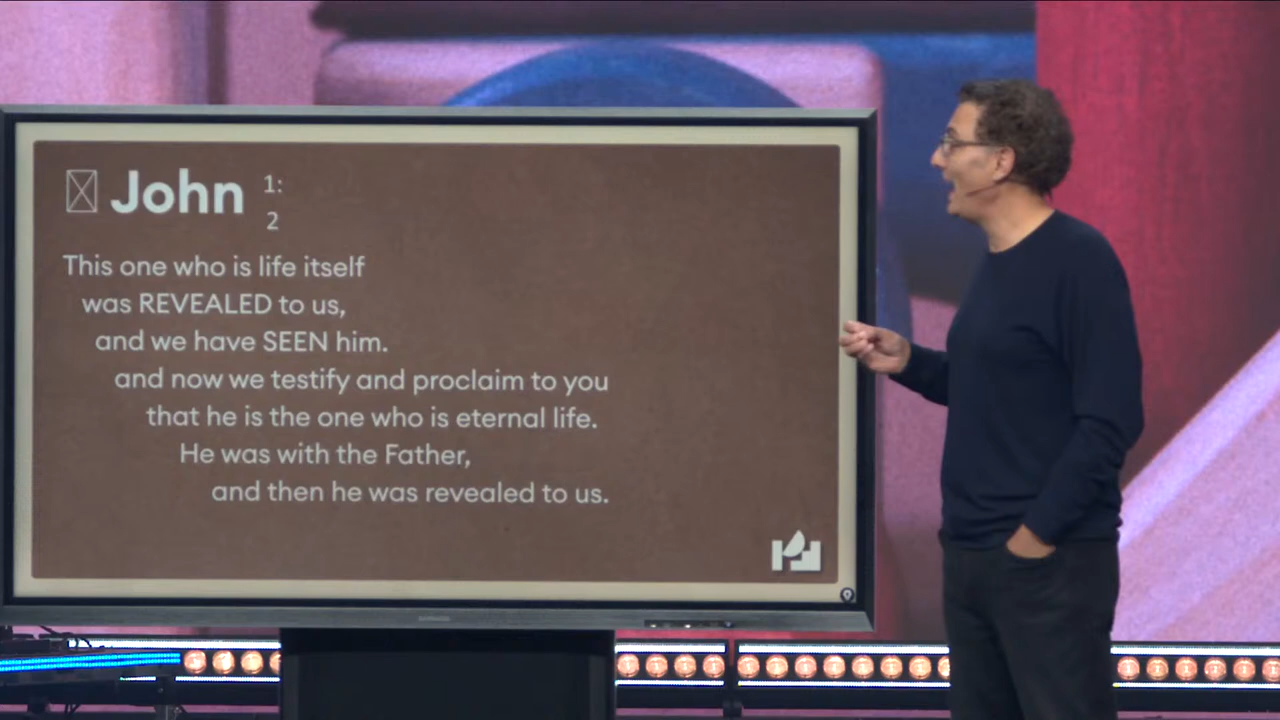 John 1:
2
This one who is life itself
was REVEALED to us,
and we have SEEN him.
and now we testify and proclaim to you
that he is the one who is eternal life.
He was with the Father,
and then he was revealed to us.